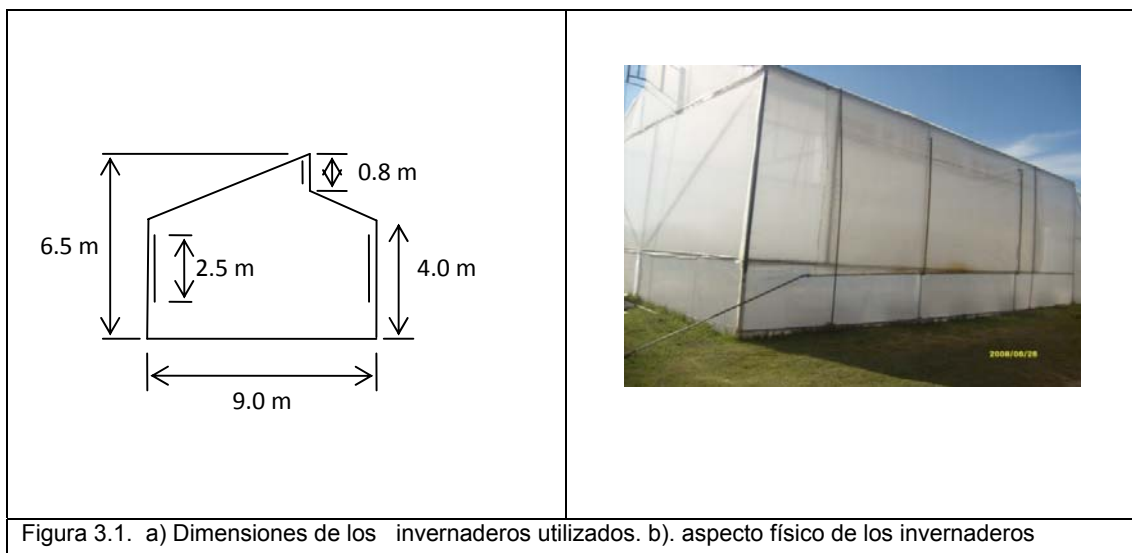 0.8 m
6.5 m
2.5 m
4.0 m
9.0 m
2008/06/26
Figura 3.1. a) Dimensiones de los invernaderos utilizados. b). aspecto físico de los invernaderos